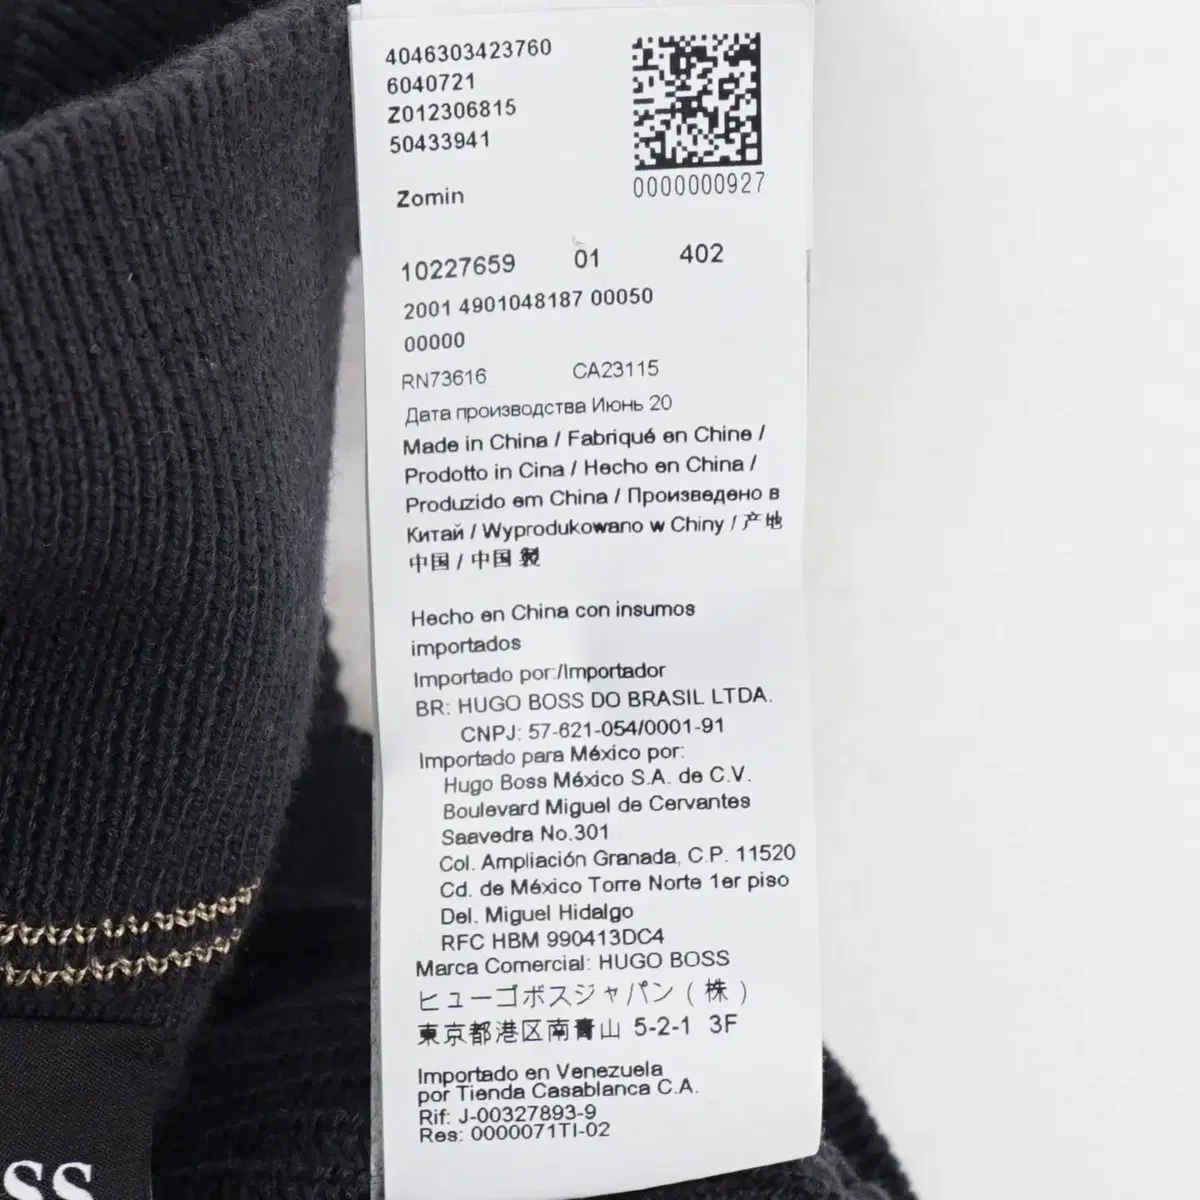 4046303423760
6040721
Z012306815
50433941
0000000927
Zomin
10227659 01 402
2001 4901048187 00050
00000
RN73616 CA23115
Дата производства Июнь 20
Made in China / Fabriqué en Chine /
Prodotto in Cina / Hecho en China /
Produzido em China / Произведено в
Китай / Wyprodukowano w Chiny / 产地
中国 / 中国 製
Hecho en China con insumos
importados
Importado por:/Importador
BR: HUGO BOSS DO BRASIL LTDA.
CNPJ: 57-621-054/0001-91
Importado para México por:
Hugo Boss México S.A. de C.V.
Boulevard Miguel de Cervantes
Saavedra No.301
Col. Ampliación Granada, C.P. 11520
Cd. de México Torre Norte 1er piso
Del. Miguel Hidalgo
RFC HBM 990413DC4
Marca Comercial: HUGO BOSS
ヒューゴボスジャパン ( 株 )
東京都港区南青山 5-2-1 3F
Importado en Venezuela
por Tienda Casablanca C.A.
Rif: J-00327893-9
Res: 0000071TI-02
SS